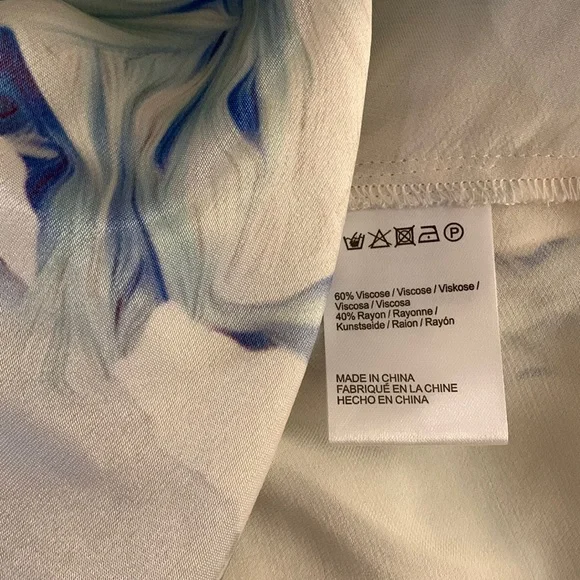 P
60% Viscose / Viscose / Viskose /
Viscosa / Viscosa
40% Rayon / Rayonne /
Kunstseide / Raion / Rayón
MADE IN CHINA
FABRIQUÉ EN LA CHINE
HECHO EN CHINA